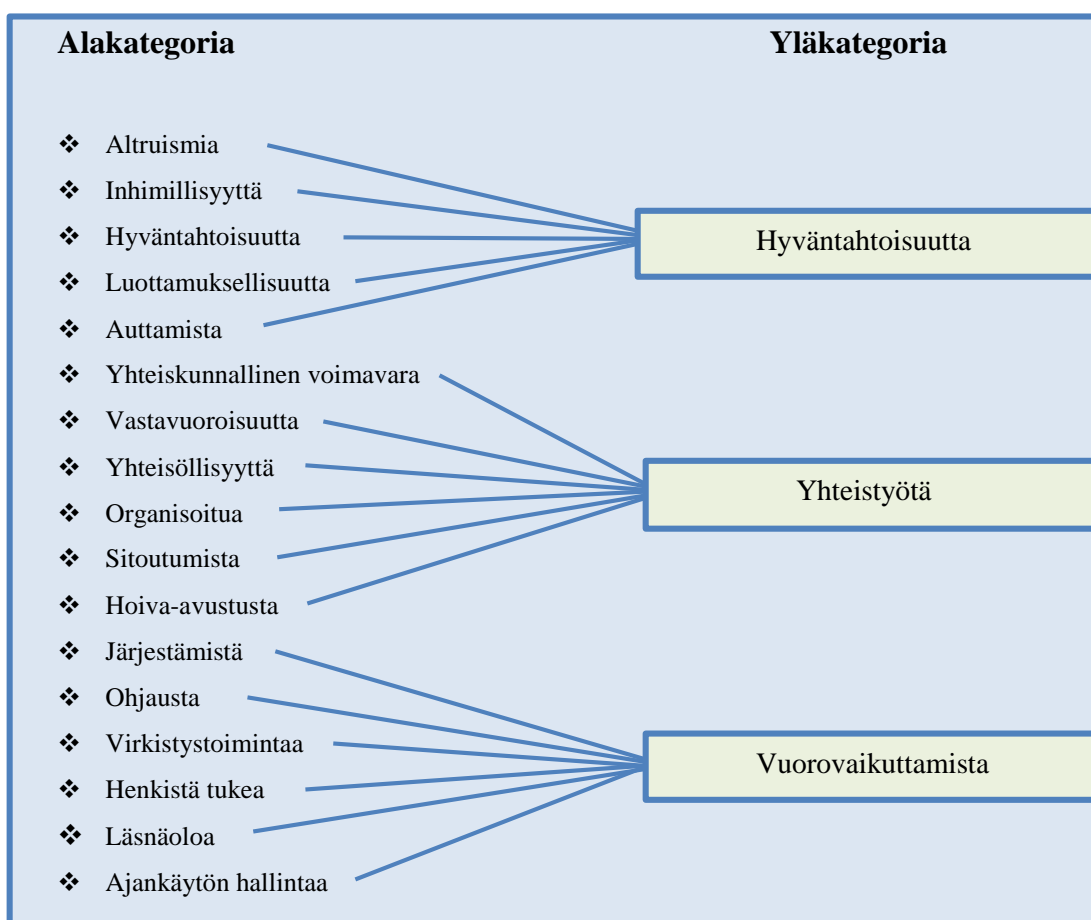 Alakategoria Yläkategoria
❖ Altruismia
❖ Inhimillisyyttä
❖ Hyväntahtoisuutta
Hyväntahtoisuutta
❖ Luottamuksellisuutta
❖ Auttamista
❖ Yhteiskunnallinen voimavara
❖ Vastavuoroisuutta
❖ Yhteisöllisyyttä
Yhteistyötä
❖ Organisoitua
❖ Sitoutumista
❖ Hoiva-avustusta
❖ Järjestämistä
❖ Ohjausta
❖ Virkistystoimintaa
Vuorovaikuttamista
❖ Henkistä tukea
❖ Läsnäoloa
❖ Ajankäytön hallintaa